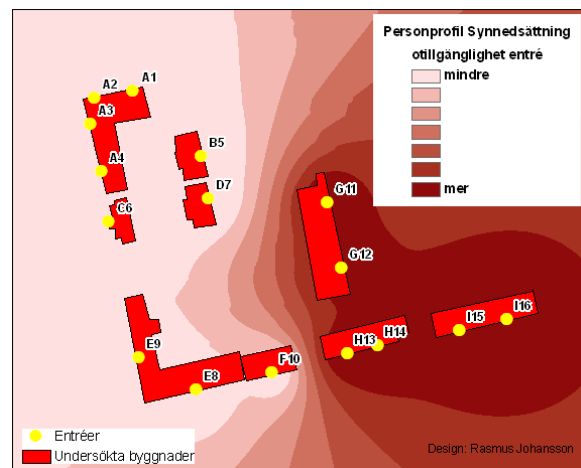 Personprofil Synnedsättning
otillgänglighet entré
mindre
mer
A2
A1
A3
A4
B5
D7
C6
G11
G12
I16
I15
H14
H13
E9
F10
E8
Entréer
Undersökta byggnader
Design: Rasmus Johansson